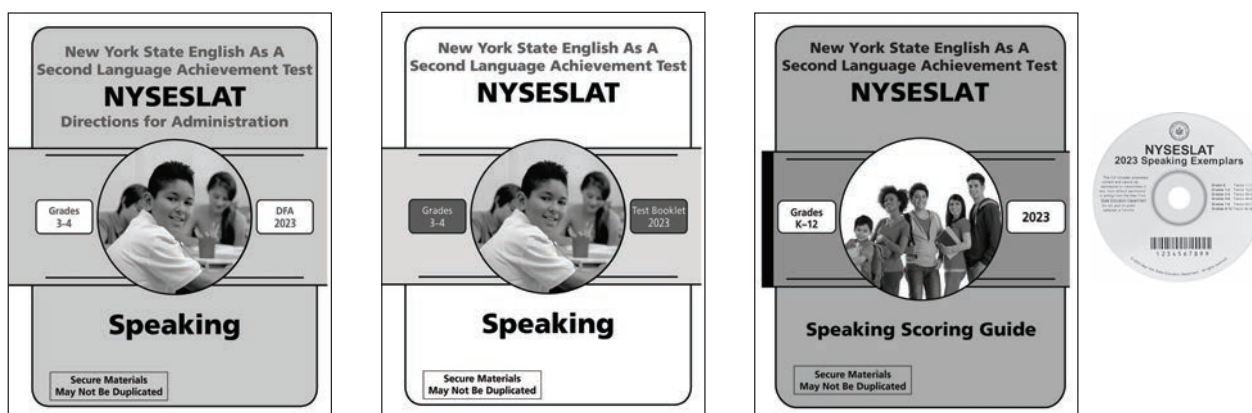 New York State English As A
Second Language Achievement Test
NYSESLAT
Directions for Administration
Grades
3–4
DFA
2023
Speaking
Secure Materials
May Not Be Duplicated
New York State English As A
Second Language Achievement Test
NYSESLAT
Grades
3–4
Test Booklet
2023
Speaking
Secure Materials
May Not Be Duplicated
New York State English As A
Second Language Achievement Test
NYSESLAT
Grades
K–12
2023
Speaking Scoring Guide
Secure Materials
May Not Be Duplicated
NYSESLAT
2023 Speaking Exemplars